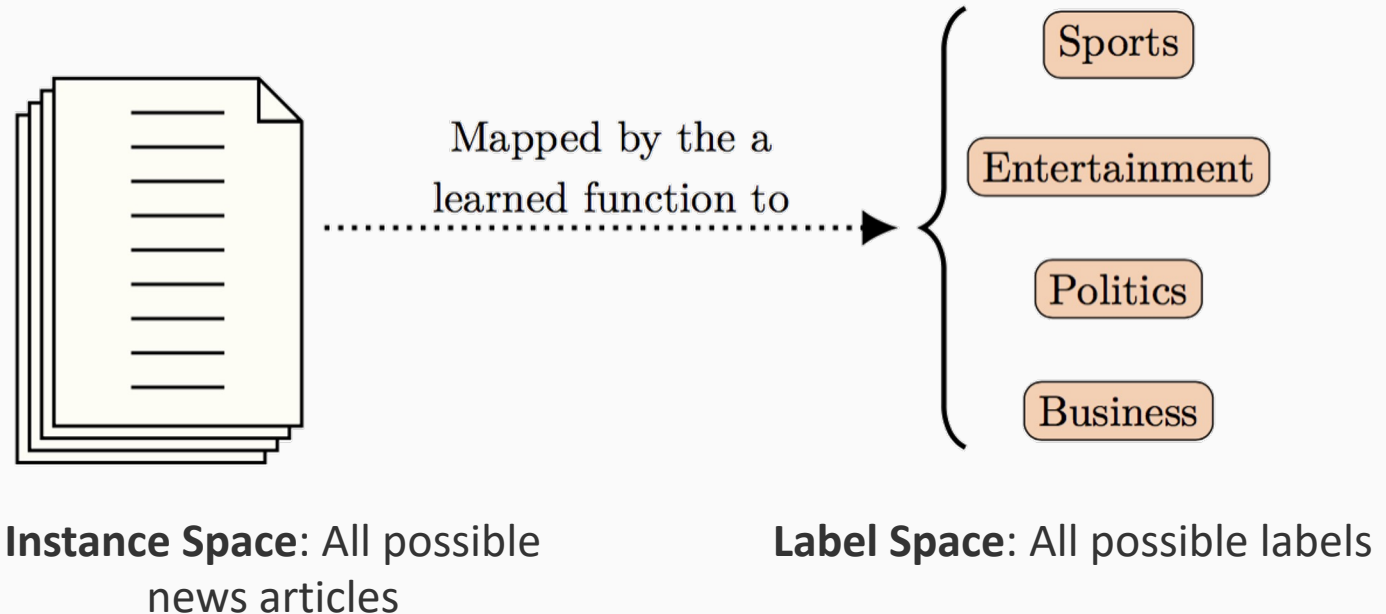 Mapped by the a
learned function to
Sports
Entertainment
Politics
Business
Instance Space: All possible
news articles
Label Space: All possible labels